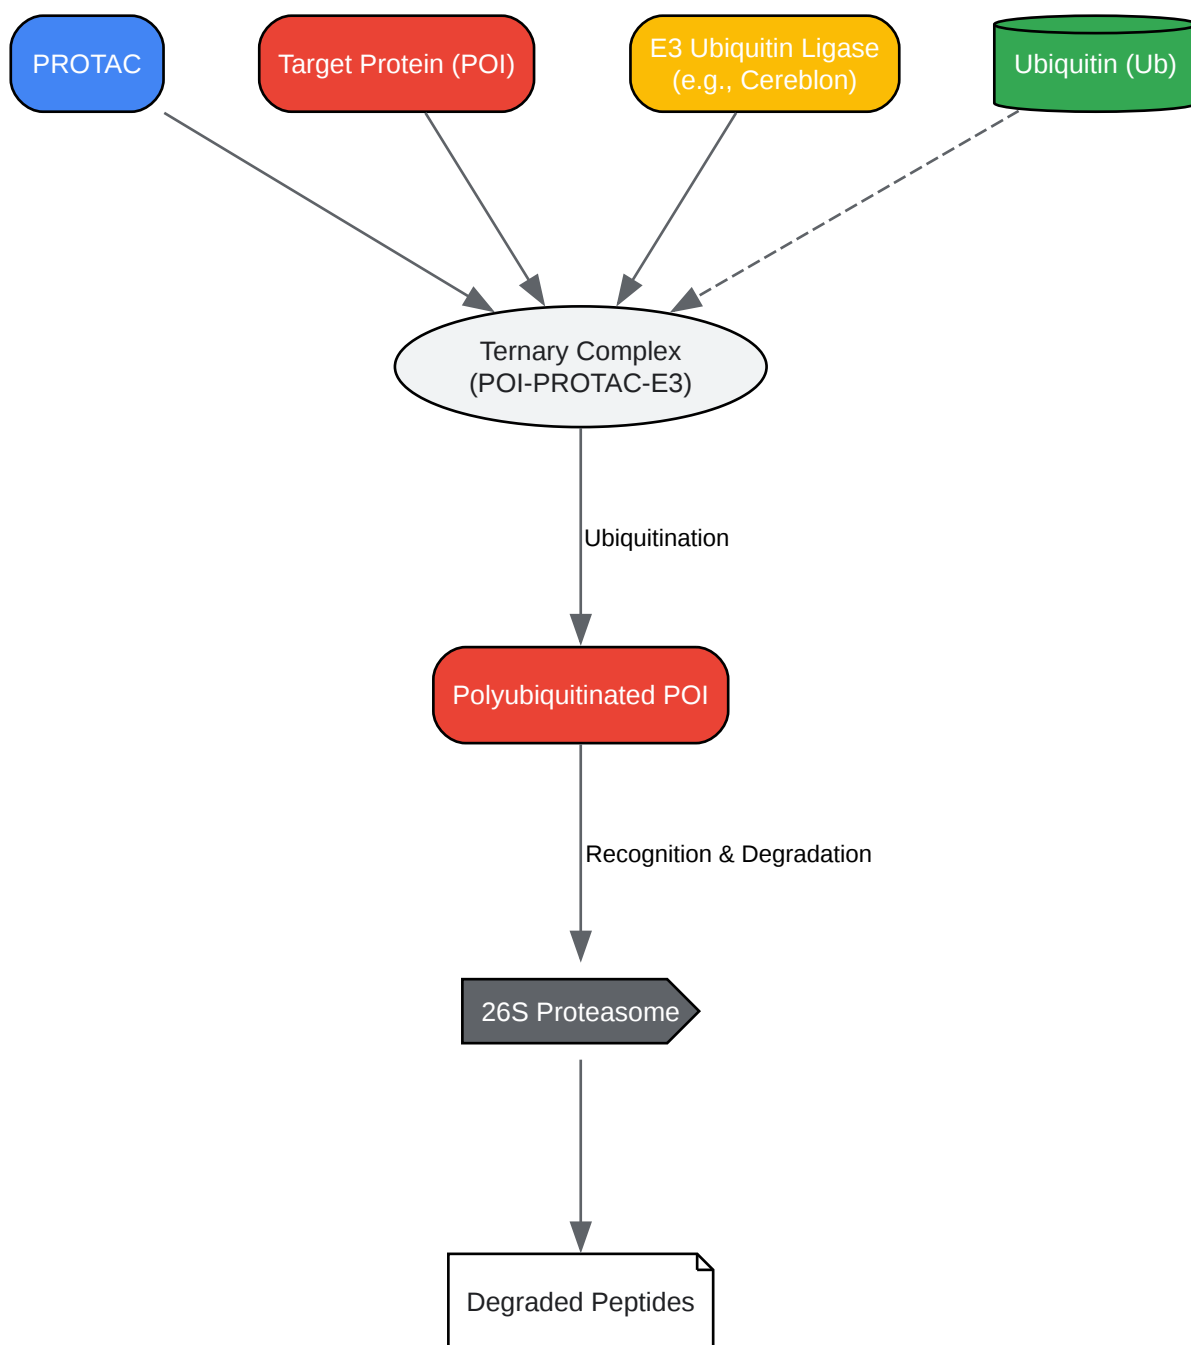 PROTAC
Target Protein (POI)
E3 Ubiquitin Ligase
(e.g., Cereblon)
Ubiquitin (Ub)
Ternary Complex
(POI-PROTAC-E3)
Ubiquitination
Polyubiquitinated POI
Recognition & Degradation
26S Proteasome
Degraded Peptides